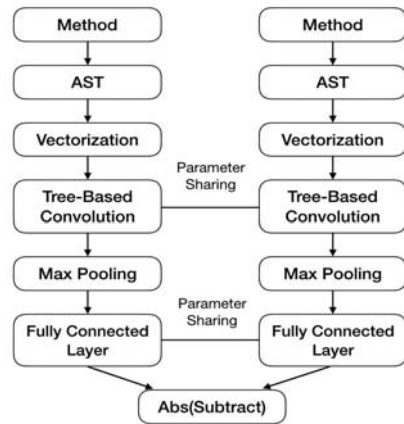 Method
Method
AST
AST
Vectorization
Vectorization
Parameter
Sharing
Tree-Based
Convolution
Tree-Based
Convolution
Max Pooling
Max Pooling
Parameter
Sharing
Fully Connected
Layer
Fully Connected
Layer
Abs(Subtract)